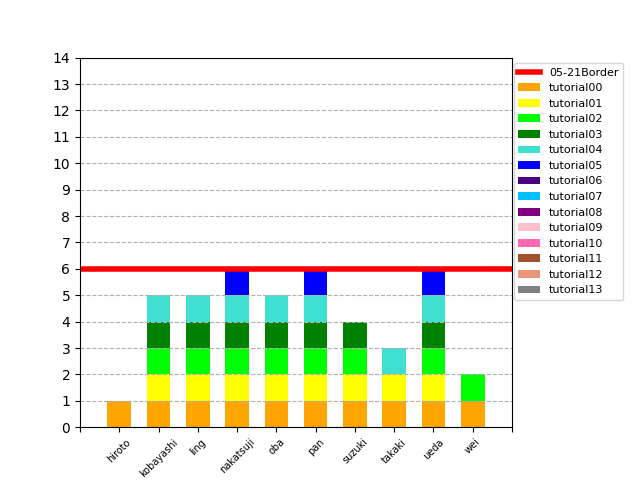 14
13
12
11
10
9
8
7
6
5
4
3
2
1
0
hiroto
kobayashi
ling
nakatsuji
oba
pan
suzuki
takaki
ueda
wei
05-21Border
tutorial00
tutorial01
tutorial02
tutorial03
tutorial04
tutorial05
tutorial06
tutorial07
tutorial08
tutorial09
tutorial10
tutorial11
tutorial12
tutorial13